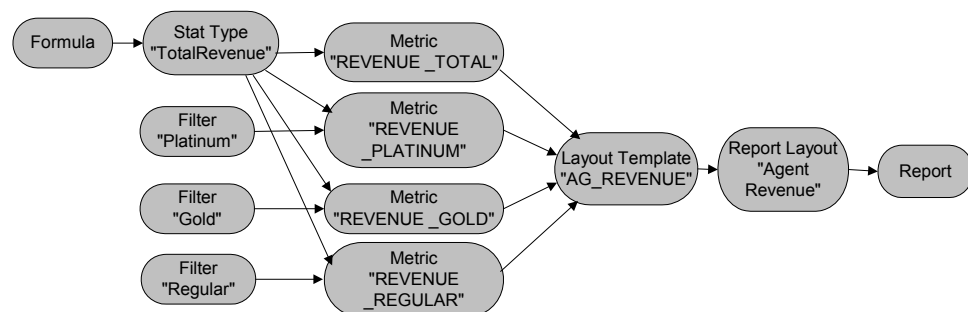 Formula
Stat Type
"TotalRevenue"
Metric
"REVENUE _TOTAL"
Filter
"Platinum"
Metric
"REVENUE
_PLATINUM"
Filter
"Gold"
Metric
"REVENUE _GOLD"
Filter
"Regular"
Metric
"REVENUE
_REGULAR"
Layout Template
"AG_REVENUE"
Report Layout
"Agent
Revenue"
Report